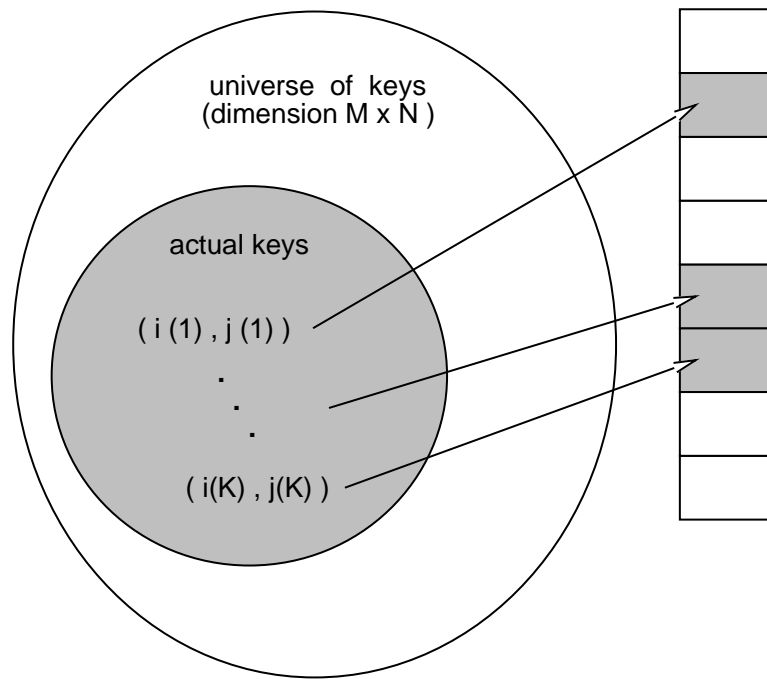 universe of keys
(dimension M x N )
actual keys
( i (1) , j (1) )
.
.
.
( i(K) , j(K) )